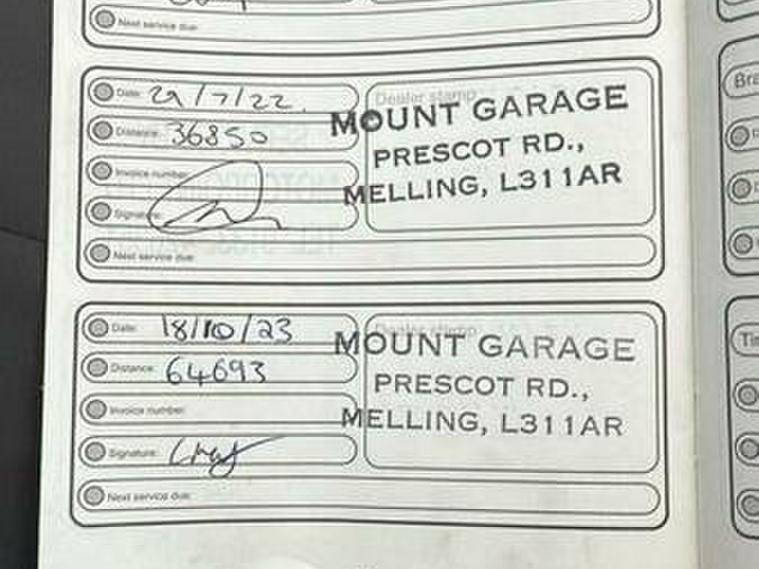 Next service due:
Date: 29/7/22.
Dealer stamp
MOUNT GARAGE
Distance: 36850
PRESCOT RD.,
Invoice number:
MELLING, L311AR
Signature:
Next service due:
Date: 18/10/23
Dealer stamp
MOUNT GARAGE
Distance: 64693
PRESCOT RD.,
Invoice number:
MELLING, L311AR
Signature:
Next service due:
Bra
Tin